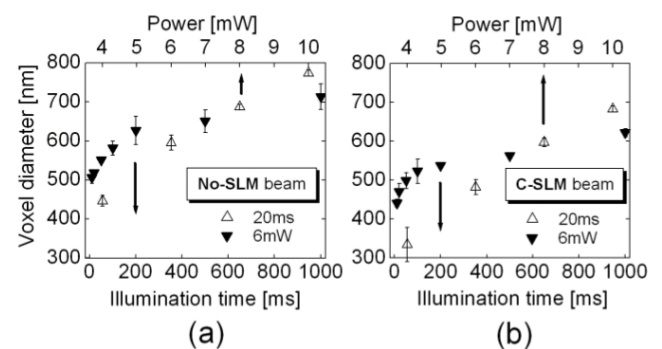 Power [mW]
4 5 6 7 8 10
800
700
600
500
400
300
Voxel diameter [nm]
No-SLM beam
△ 20ms
▼ 6mW
0 200 400 600 800 1000
Illumination time [ms]
(a)
Power [mW]
4 5 6 7 8 10
800
700
600
500
400
300
C-SLM beam
△ 20ms
▼ 6mW
0 200 400 600 800 1000
Illumination time [ms]
(b)